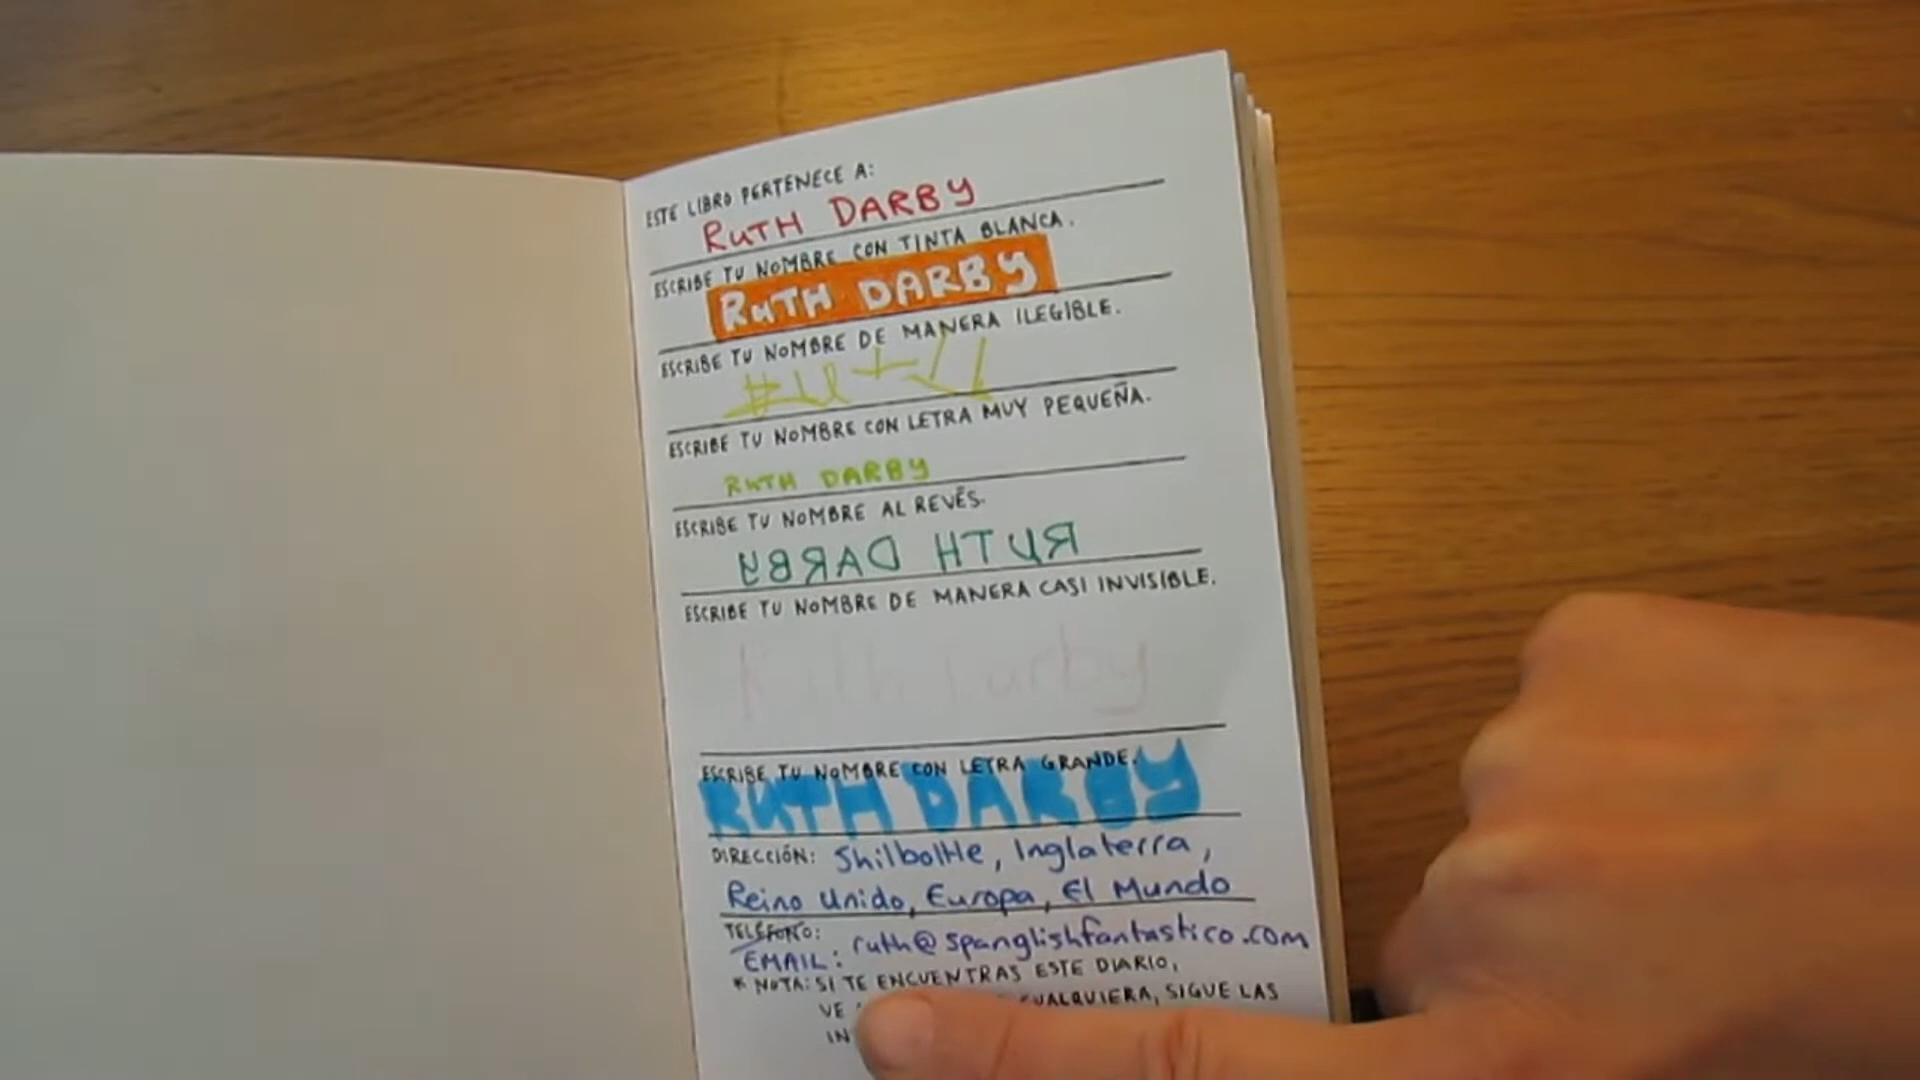 ESTE LIBRO PERTENECE A:
RUTH DARBY
ESCRIBE TU NOMBRE CON TINTA BLANCA.
RUTH DARBY
ESCRIBE TU NOMBRE DE MANERA ILEGIBLE.
ESCRIBE TU NOMBRE CON LETRA MUY PEQUEÑA.
RUTH DARBY
ESCRIBE TU NOMBRE AL REVÉS.
RUTH DARBY
ESCRIBE TU NOMBRE DE MANERA CASI INVISIBLE.
Ruth Darby
ESCRIBE TU NOMBRE CON LETRA GRANDE.
RUTH DARBY
DIRECCIÓN: Shilbottle, Inglaterra,
Reino Unido, Europa, El Mundo
TELÉFONO:
EMAIL: ruth@spanglishfantastico.com
* NOTA: SI TE ENCUENTRAS ESTE DIARIO,
VE CUALQUIERA, SIGUE LAS